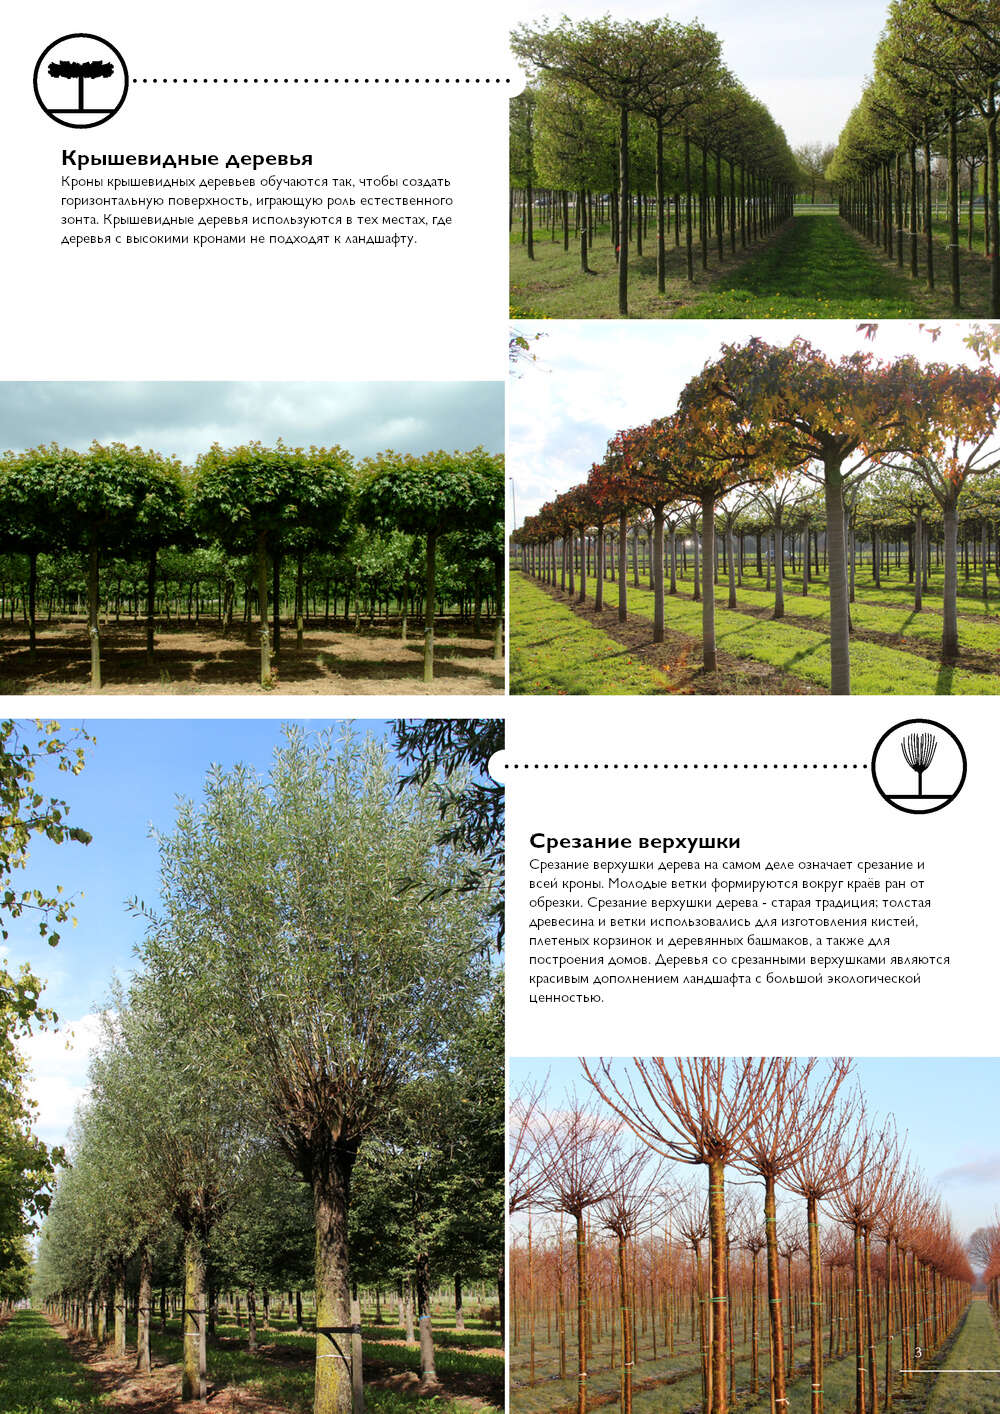 Крышевидные деревья
Кроны крышевидных деревьев обучаются так, чтобы создать
горизонтальную поверхность, играющую роль естественного
зонта. Крышевидные деревья используются в тех местах, где
деревья с высокими кронами не подходят к ландшафту.
Срезание верхушки
Срезание верхушки дерева на самом деле означает срезание и
всей кроны. Молодые ветки формируются вокруг краёв ран от
обрезки. Срезание верхушки дерева - старая традиция; толстая
древесина и ветки использовались для изготовления кистей,
плетеных корзинок и деревянных башмаков, а также для
построения домов. Деревья со срезанными верхушками являются
красивым дополнением ландшафта с большой экологической
ценностью.
3